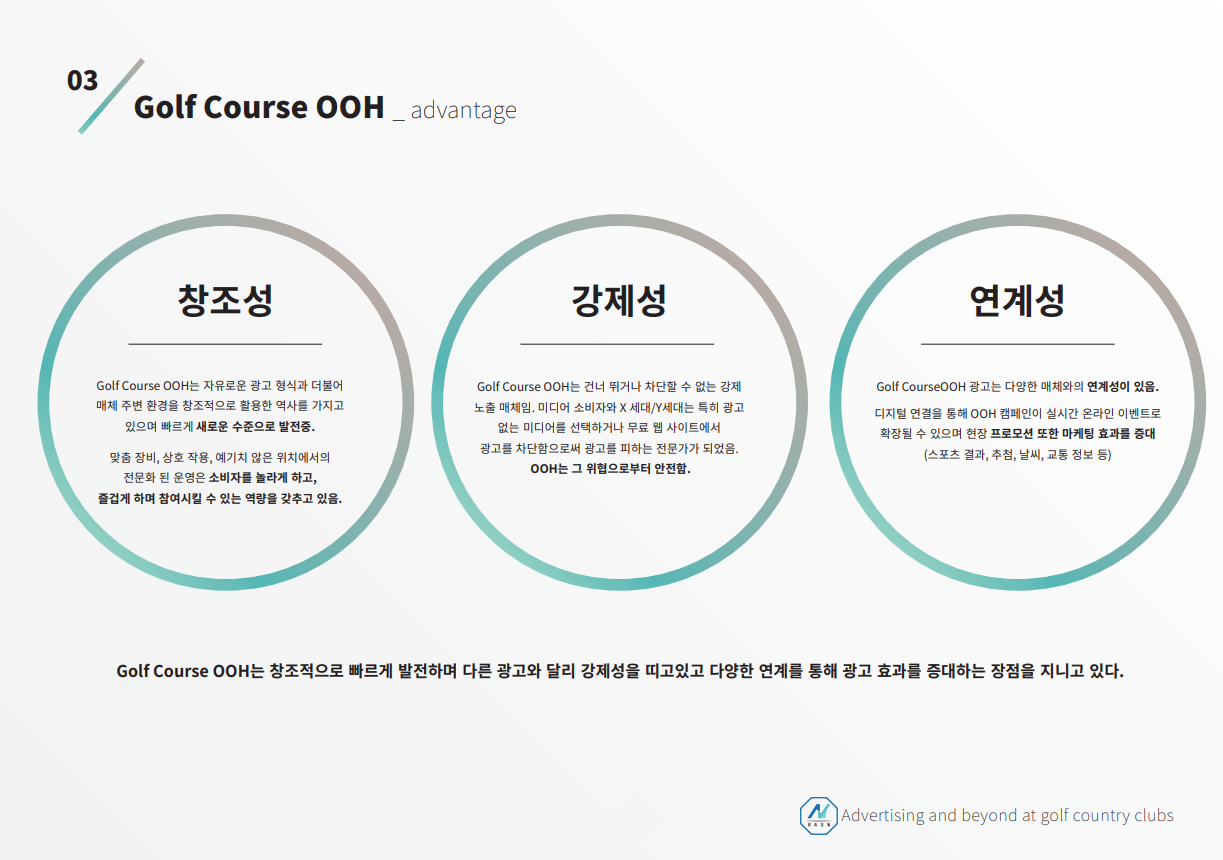 03
Golf Course OOH _ advantage
창조성
Golf Course OOH는 자유로운 광고 형식과 더불어
매체 주변 환경을 창조적으로 활용한 역사를 가지고
있으며 빠르게 새로운 수준으로 발전중.
맞춤 장비, 상호 작용, 예기치 않은 위치에서의
전문화 된 운영은 소비자를 놀라게 하고,
즐겁게 하며 참여시킬 수 있는 역량을 갖추고 있음.
강제성
Golf Course OOH는 건너 뛰거나 차단할 수 없는 강제
노출 매체임. 미디어 소비자와 X 세대/Y세대는 특히 광고
없는 미디어를 선택하거나 무료 웹 사이트에서
광고를 차단함으로써 광고를 피하는 전문가가 되었음.
OOH는 그 위험으로부터 안전함.
연계성
Golf CourseOOH 광고는 다양한 매체와의 연계성이 있음.
디지털 연결을 통해 OOH 캠페인이 실시간 온라인 이벤트로
확장될 수 있으며 현장 프로모션 또한 마케팅 효과를 증대
(스포츠 결과, 추첨, 날씨, 교통 정보 등)
Golf Course OOH는 창조적으로 빠르게 발전하며 다른 광고와 달리 강제성을 띠고있고 다양한 연계를 통해 광고 효과를 증대하는 장점을 지니고 있다.
Advertising and beyond at golf country clubs